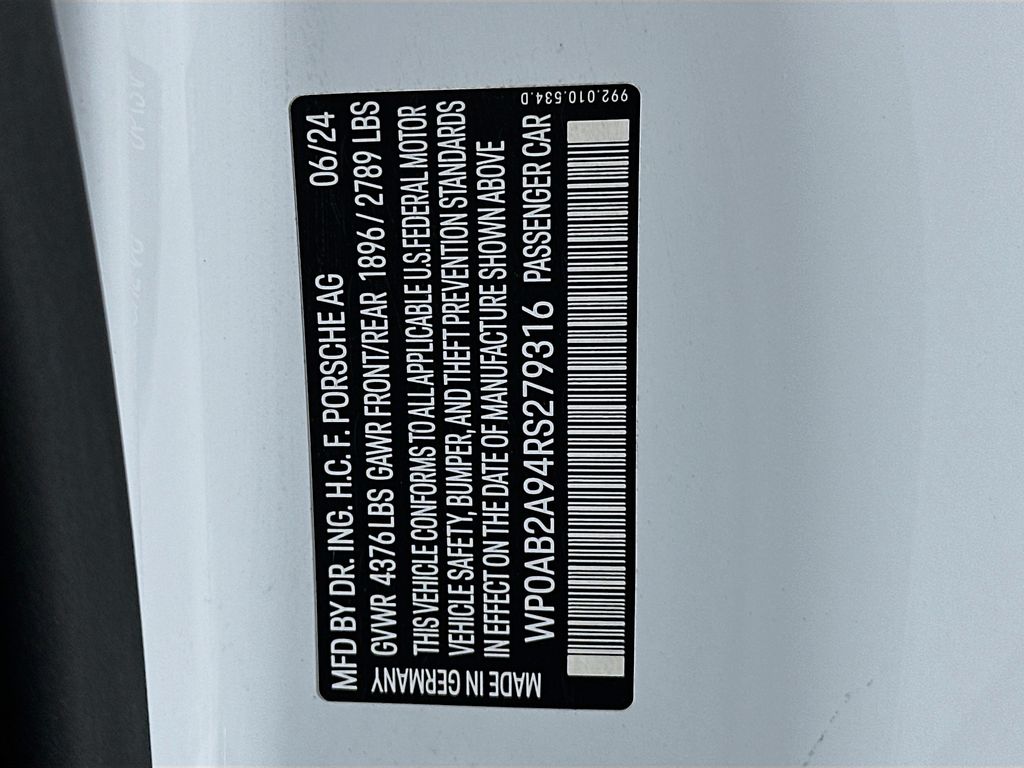 MFD BY DR. ING. H.C. F. PORSCHE AG 06/24
GVWR 4376LBS GAWR FRONT/REAR 1896 / 2789 LBS
THIS VEHICLE CONFORMS TO ALL APPLICABLE U.S.FEDERAL MOTOR
VEHICLE SAFETY, BUMPER, AND THEFT PREVENTION STANDARDS
IN EFFECT ON THE DATE OF MANUFACTURE SHOWN ABOVE
WP0AB2A94RS279316 PASSENGER CAR
MADE IN GERMANY
992.010.534.D